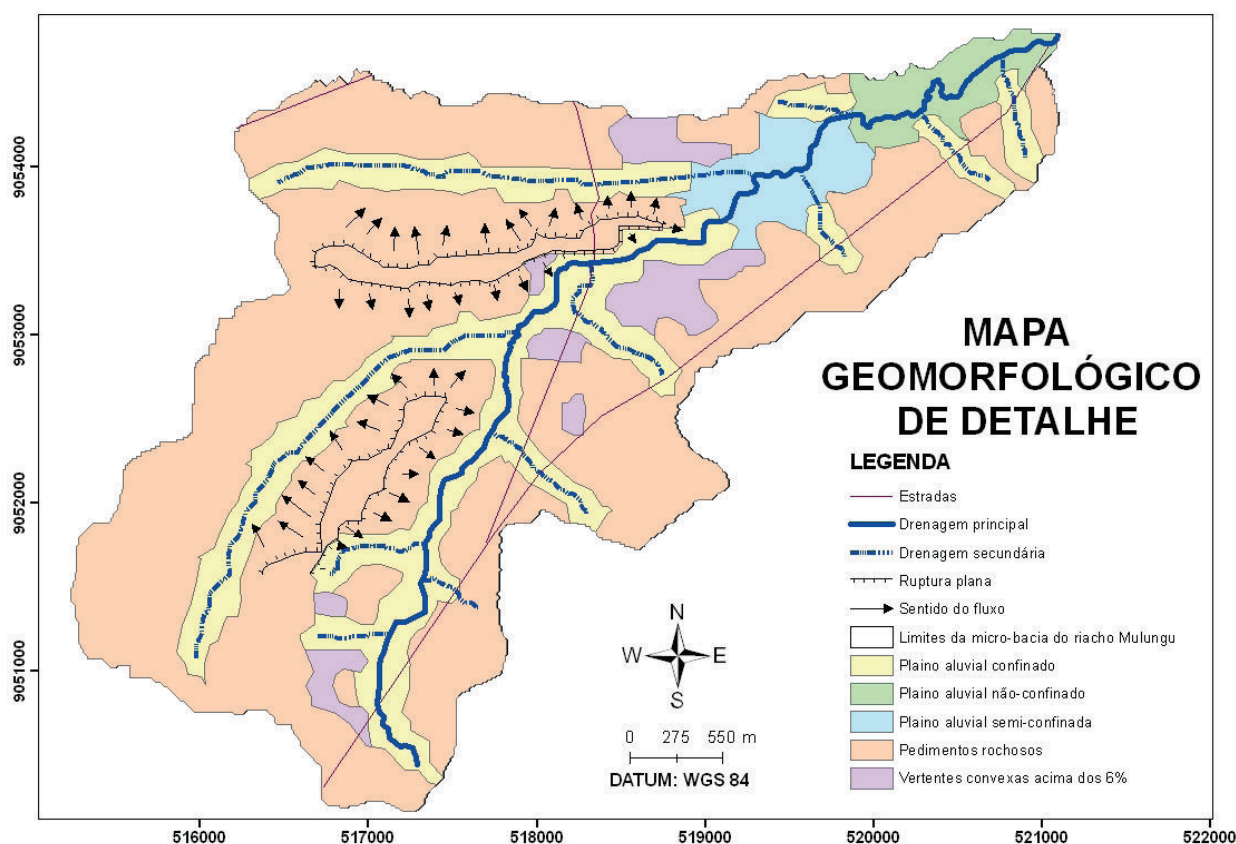 9054000
9053000
9052000
9051000
MAPA
GEOMORFOLÓGICO
DE DETALHE
LEGENDA
Estradas
Drenagem principal
Drenagem secundária
Ruptura plana
Sentido do fluxo
Limites da micro-bacia do riacho Mulungu
Plaino aluvial confinado
Plaino aluvial não-confinado
Plaino aluvial semi-confinada
Pedimentos rochosos
Vertentes convexas acima dos 6%
N
W E
S
0 275 550 m
DATUM: WGS 84
516000 517000 518000 519000 520000 521000 522000